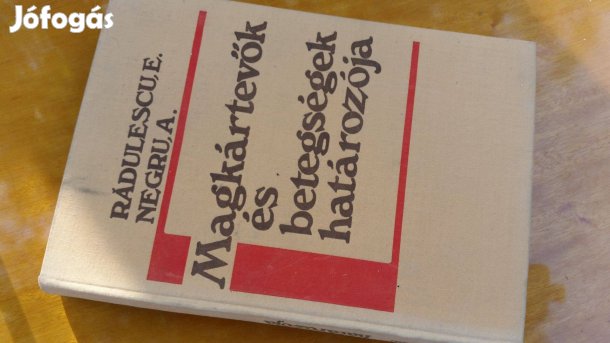 Jófogás
RÁDULESCU, E.
NEGRU, A.
Magkártevők
és
betegségek
határozója